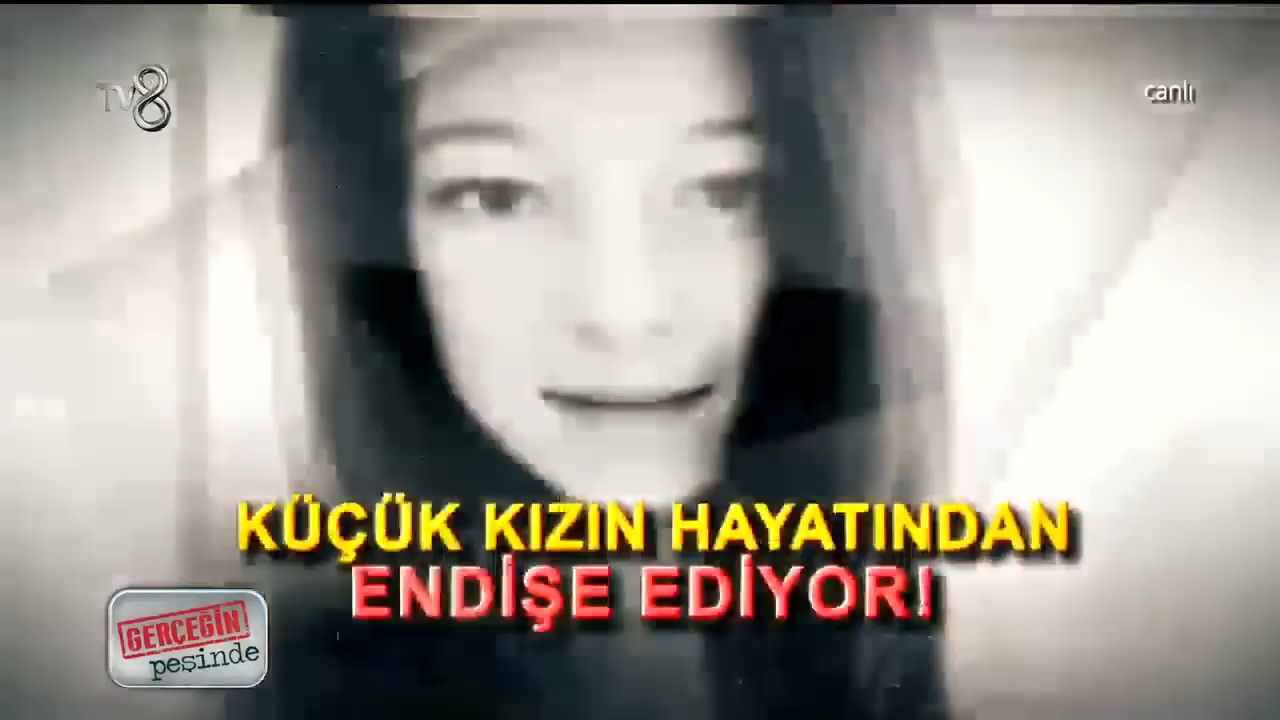 TV8
canlı
KÜÇÜK KIZIN HAYATINDAN
ENDİŞE EDİYOR!
GERÇEĞİN
peşinde